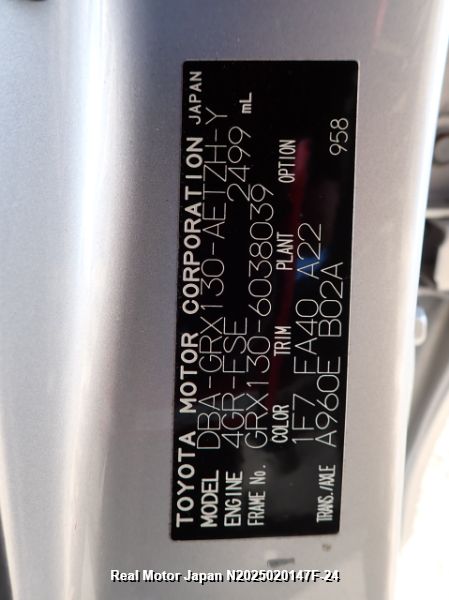 TOYOTA MOTOR CORPORATION JAPAN
MODEL DBA-GRX130-AETZH-Y
ENGINE 4GR-FSE 2499 mL
FRAME No. GRX130-6038039
COLOR TRIM PLANT OPTION
1F7 FA40 A22 958
TRANS./AXLE A960E B02A
Real Motor Japan N2025020147F-24